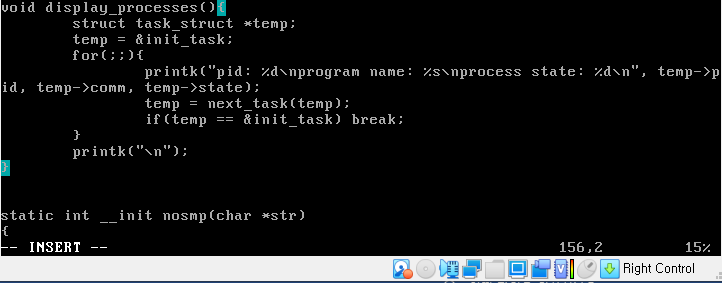 void display_processes(){
        struct task_struct *temp;
        temp = &init_task;
        for(;;){
                printk("pid: %d\nprogram name: %s\nprocess state: %d\n", temp->p
id, temp->comm, temp->state);
                temp = next_task(temp);
                if(temp == &init_task) break;
        }
        printk("\n");
}
static int __init nosmp(char *str)
{
-- INSERT --                                                  156,2         15%
Right Control